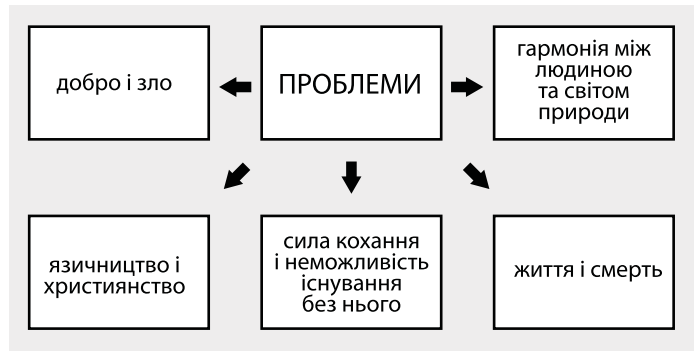 добро і зло
ПРОБЛЕМИ
гармонія між
людиною
та світом
природи
язичництво і
християнство
сила кохання
і неможливість
існування
без нього
життя і смерть